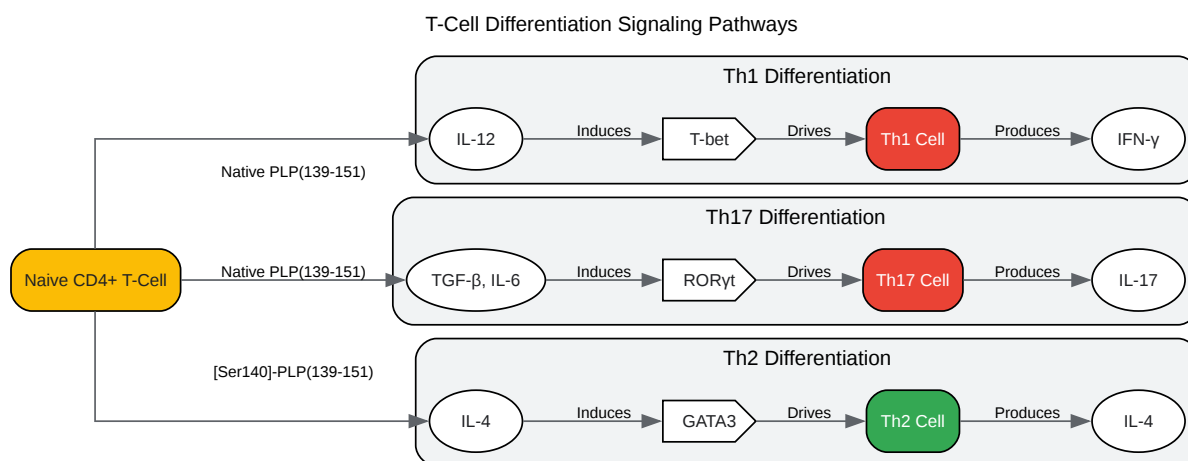 T-Cell Differentiation Signaling Pathways
Th1 Differentiation
IL-12
Induces
T-bet
Drives
Th1 Cell
Produces
IFN-γ
Native PLP(139-151)
Th17 Differentiation
Naive CD4+ T-Cell
Native PLP(139-151)
TGF-β, IL-6
Induces
RORγt
Drives
Th17 Cell
Produces
IL-17
Th2 Differentiation
[Ser140]-PLP(139-151)
IL-4
Induces
GATA3
Drives
Th2 Cell
Produces
IL-4